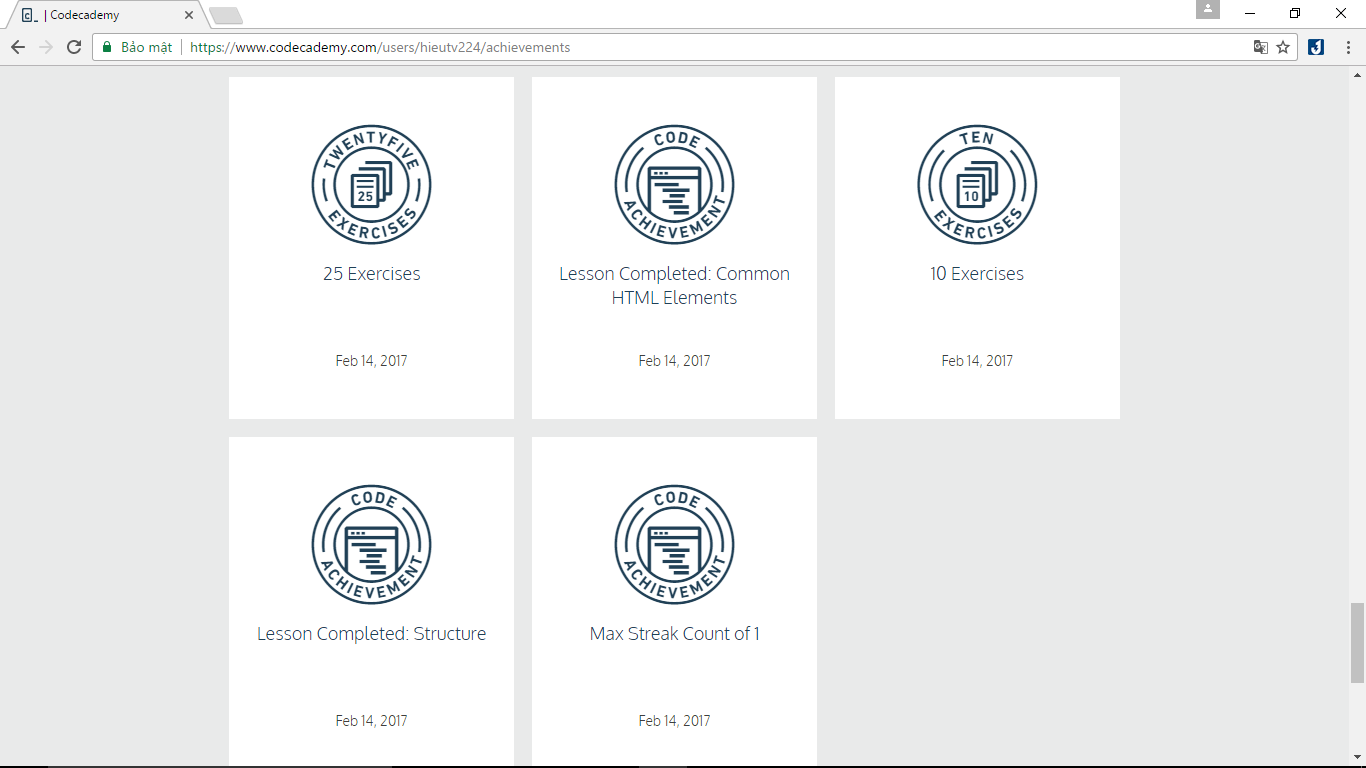 | Codecademy
Bảo mật
https://www.codecademy.com/users/hieutv224/achievements
TWENTYFIVE
25
EXERCISES
25 Exercises
Feb 14, 2017
CODE
ACHIEVEMENT
Lesson Completed: Common
HTML Elements
Feb 14, 2017
TEN
10
EXERCISES
10 Exercises
Feb 14, 2017
CODE
ACHIEVEMENT
Lesson Completed: Structure
Feb 14, 2017
CODE
ACHIEVEMENT
Max Streak Count of 1
Feb 14, 2017